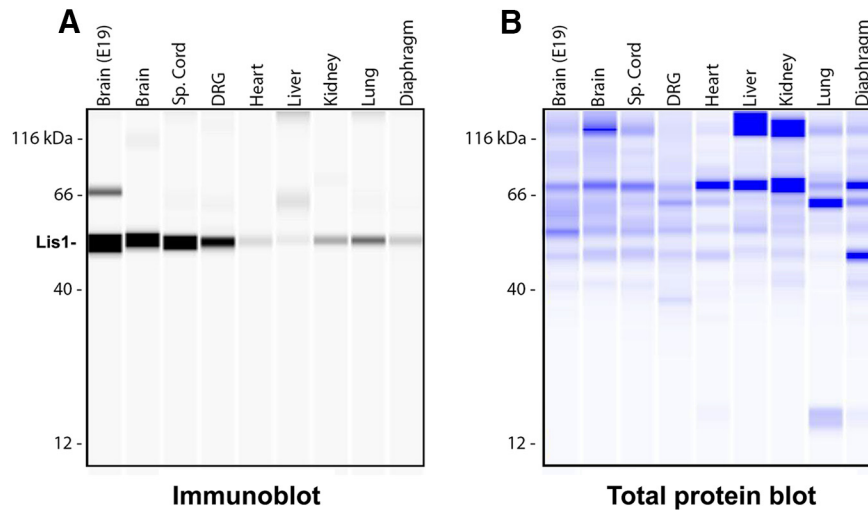 A
Brain (E19)
Brain
Sp. Cord
DRG
Heart
Liver
Kidney
Lung
Diaphragm
116 kDa -
66 -
Lis1-
40 -
12 -
Immunoblot
B
Brain (E19)
Brain
Sp. Cord
DRG
Heart
Liver
Kidney
Lung
Diaphragm
116 kDa -
66 -
40 -
12 -
Total protein blot